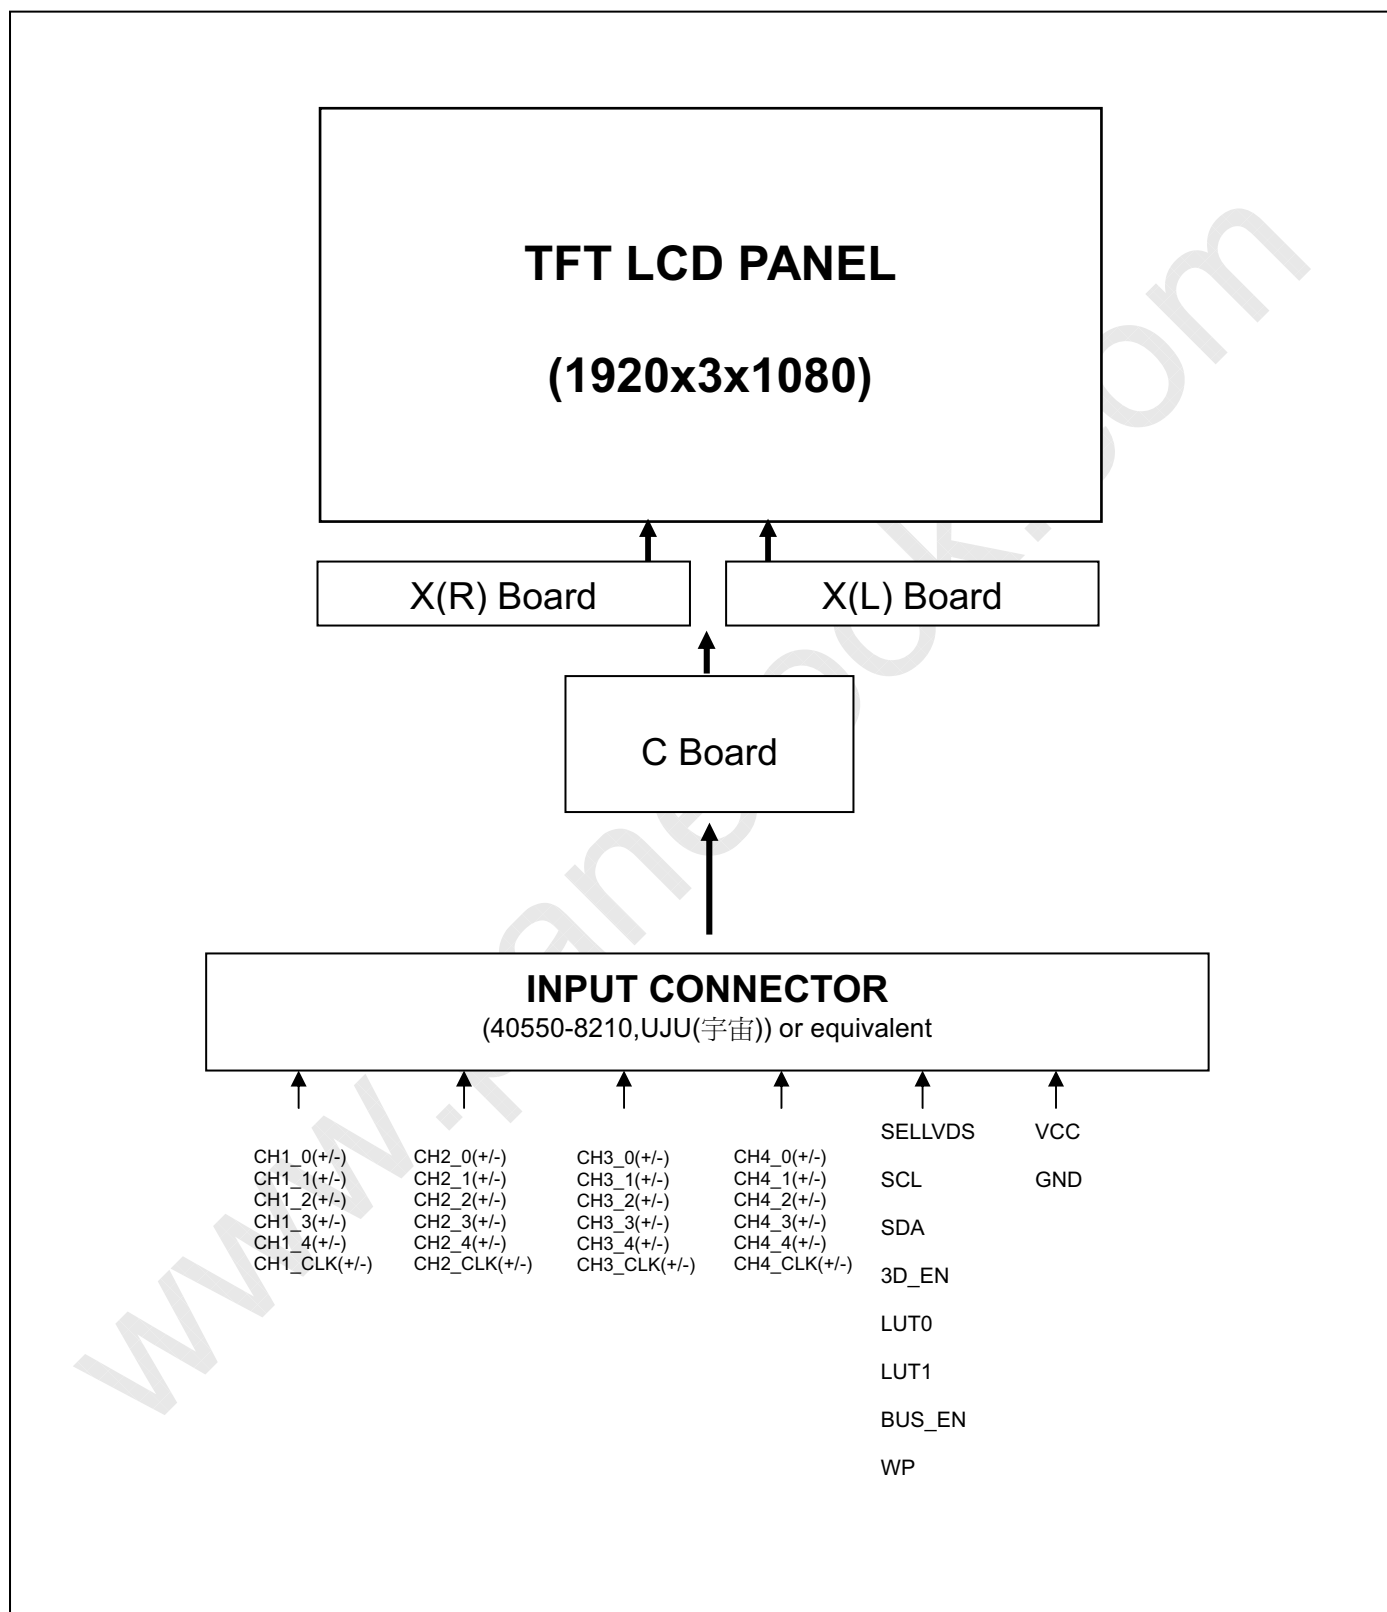 TFT LCD PANEL
(1920x3x1080)
X(R) Board
X(L) Board
C Board
INPUT CONNECTOR
(40550-8210,UJU(宇宙)) or equivalent
CH1_0(+/-)
CH1_1(+/-)
CH1_2(+/-)
CH1_3(+/-)
CH1_4(+/-)
CH1_CLK(+/-)
CH2_0(+/-)
CH2_1(+/-)
CH2_2(+/-)
CH2_3(+/-)
CH2_4(+/-)
CH2_CLK(+/-)
CH3_0(+/-)
CH3_1(+/-)
CH3_2(+/-)
CH3_3(+/-)
CH3_4(+/-)
CH3_CLK(+/-)
CH4_0(+/-)
CH4_1(+/-)
CH4_2(+/-)
CH4_3(+/-)
CH4_4(+/-)
CH4_CLK(+/-)
SELLVDS
SCL
SDA
3D_EN
LUT0
LUT1
BUS_EN
WP
VCC
GND